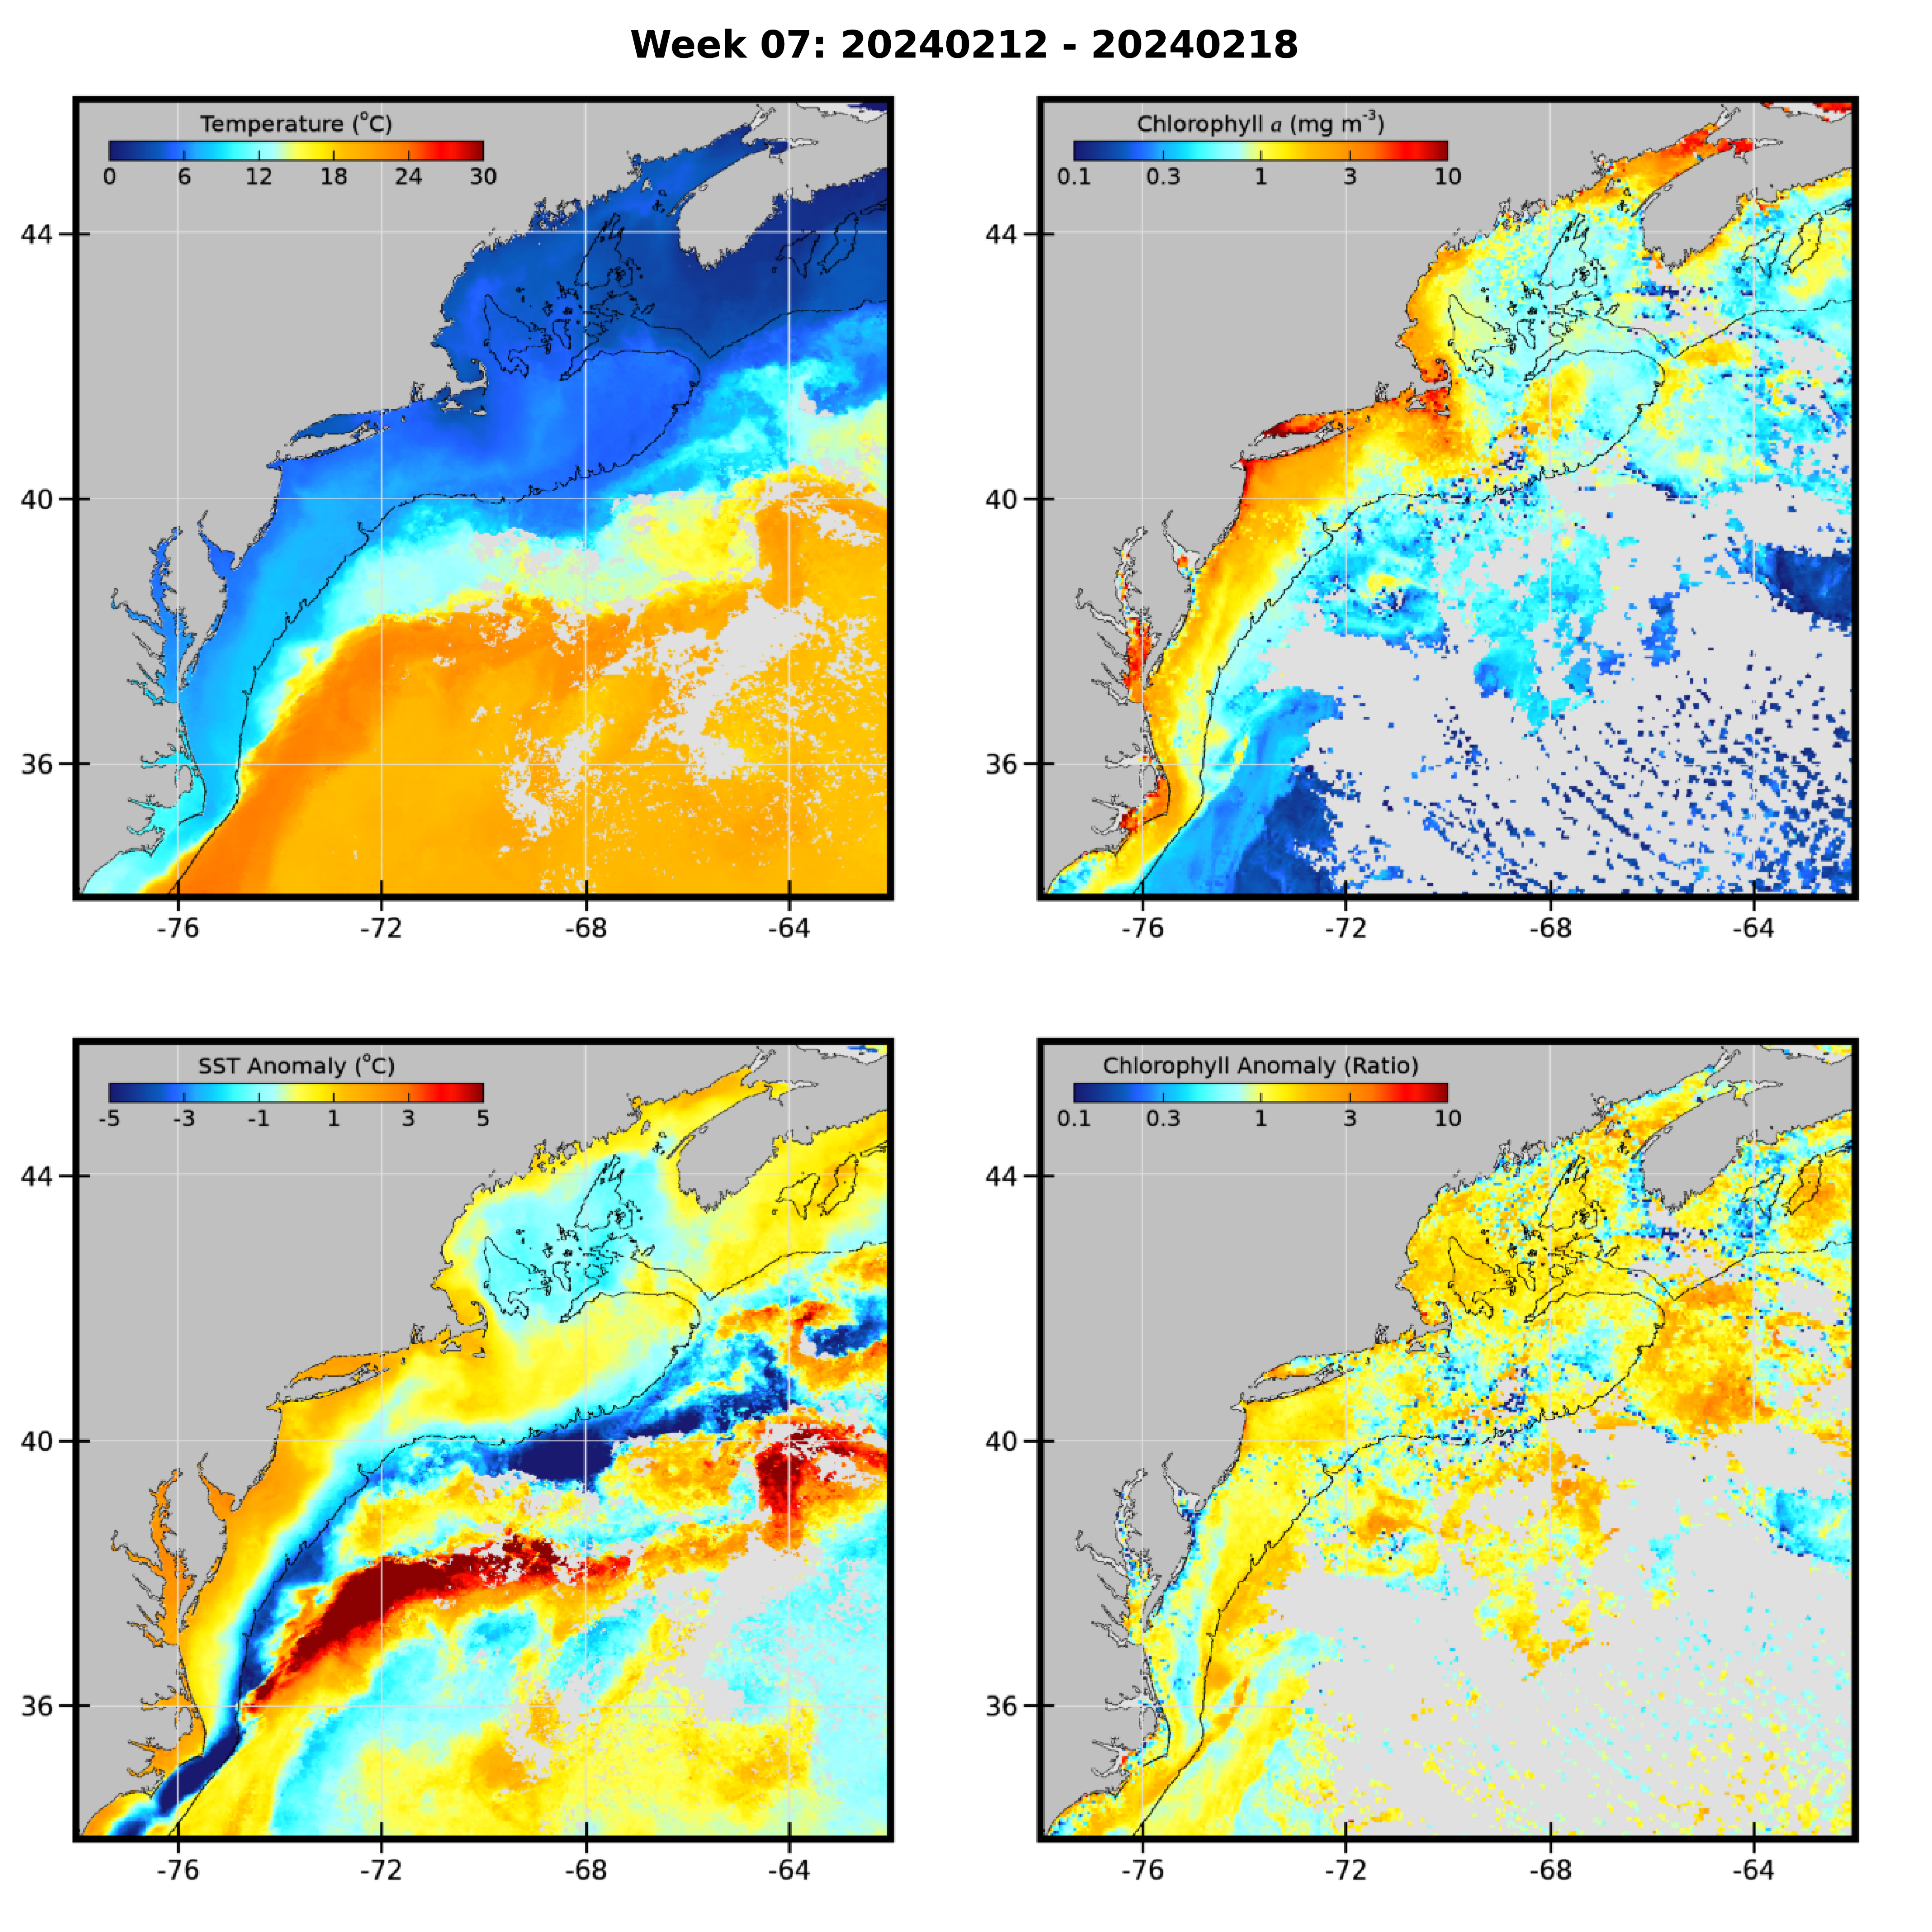 Week 07: 20240212 - 20240218
Temperature (°C)
0 6 12 18 24 30
44
40
36
-76 -72 -68 -64
Chlorophyll a (mg m⁻³)
0.1 0.3 1 3 10
44
40
36
-76 -72 -68 -64
SST Anomaly (°C)
-5 -3 -1 1 3 5
44
40
36
-76 -72 -68 -64
Chlorophyll Anomaly (Ratio)
0.1 0.3 1 3 10
44
40
36
-76 -72 -68 -64